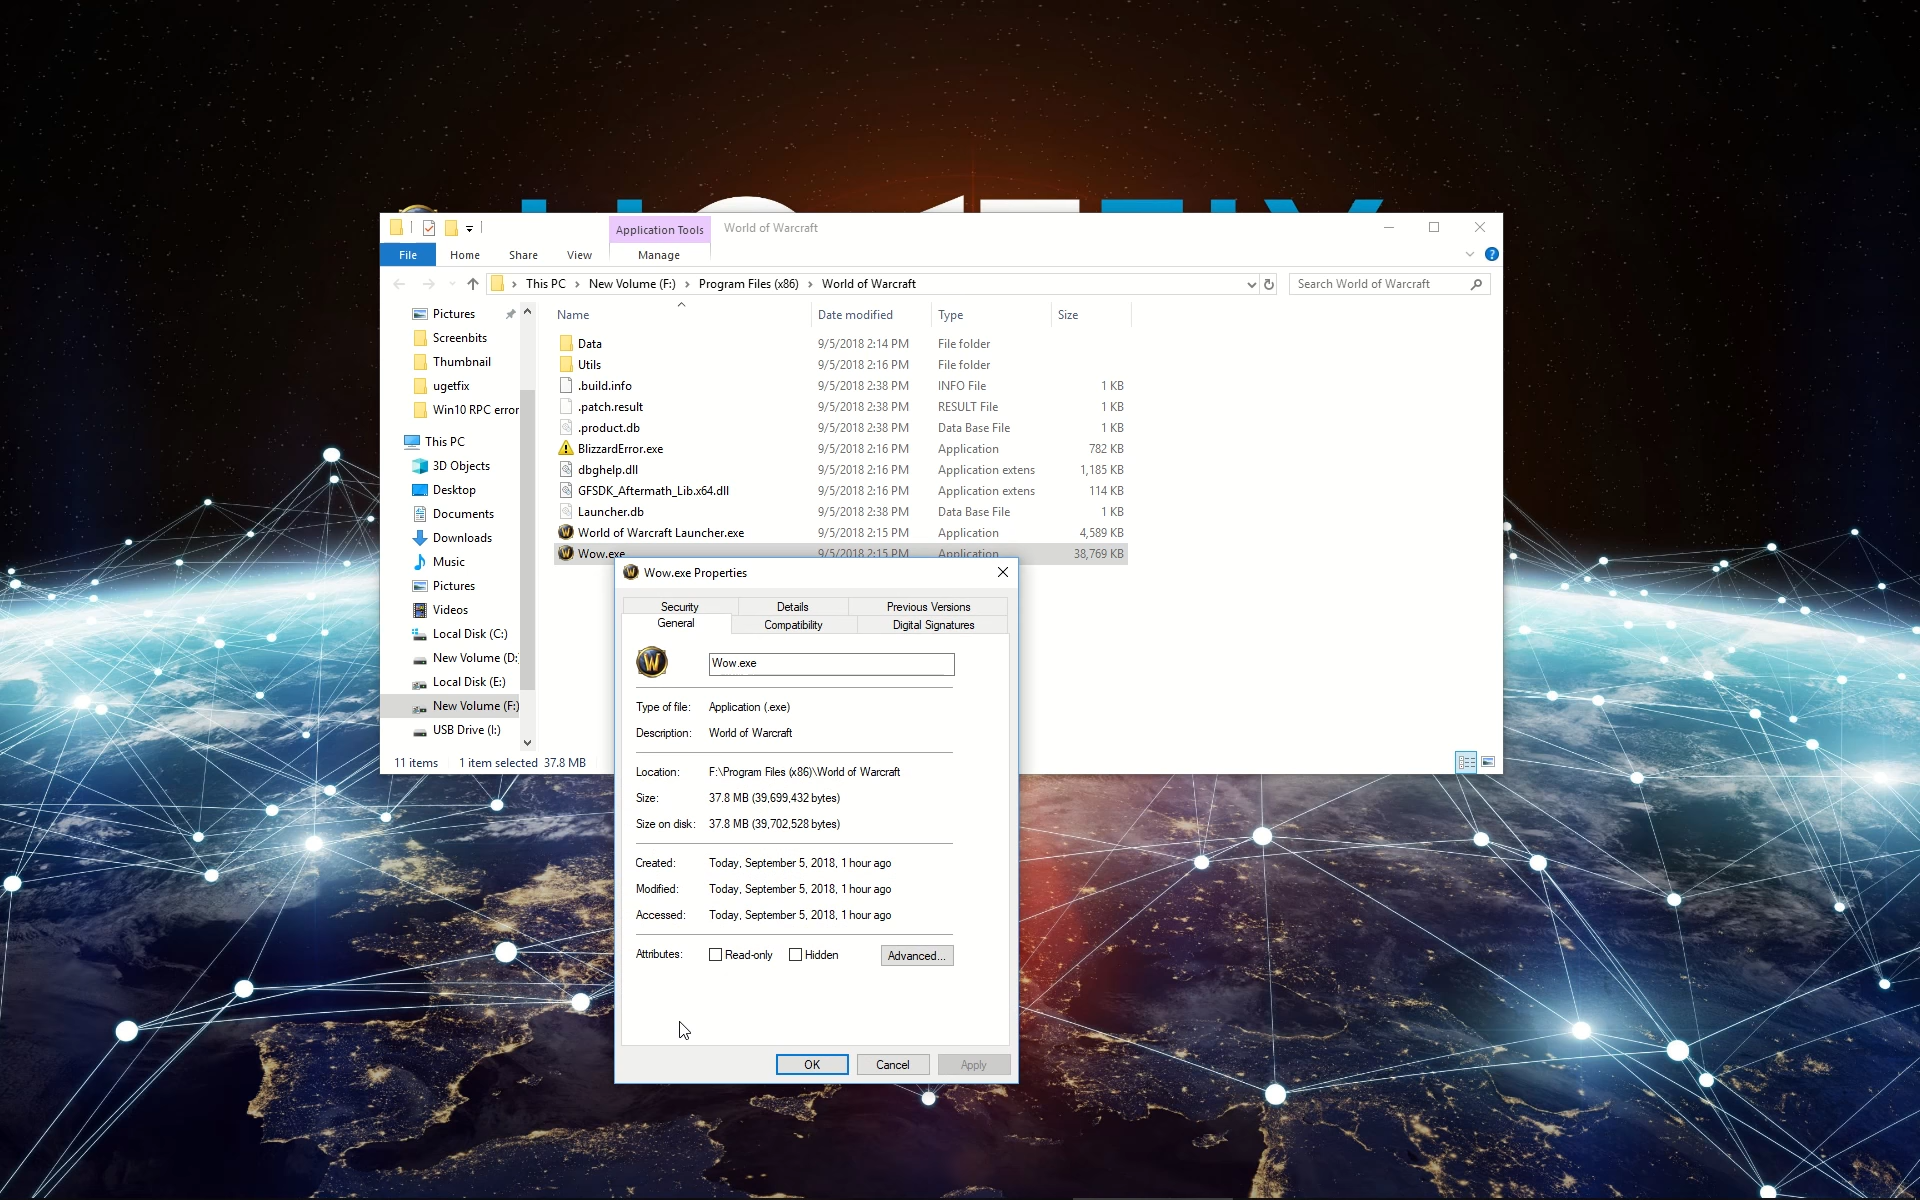 Application Tools World of Warcraft
File Home Share View Manage
This PC New Volume (F:) Program Files (x86) World of Warcraft Search World of Warcraft
Pictures
Screenbits
Thumbnail
ugetfix
Win10 RPC error
This PC
3D Objects
Desktop
Documents
Downloads
Music
Pictures
Videos
Local Disk (C:)
New Volume (D:)
Local Disk (E:)
New Volume (F:)
USB Drive (I:)
Name Date modified Type Size
Data 9/5/2018 2:14 PM File folder
Utils 9/5/2018 2:16 PM File folder
.build.info 9/5/2018 2:38 PM INFO File 1 KB
.patch.result 9/5/2018 2:38 PM RESULT File 1 KB
.product.db 9/5/2018 2:38 PM Data Base File 1 KB
BlizzardError.exe 9/5/2018 2:16 PM Application 782 KB
dbghelp.dll 9/5/2018 2:16 PM Application extens 1,185 KB
GFSDK_Aftermath_Lib.x64.dll 9/5/2018 2:16 PM Application extens 114 KB
Launcher.db 9/5/2018 2:38 PM Data Base File 1 KB
World of Warcraft Launcher.exe 9/5/2018 2:15 PM Application 4,589 KB
Wow.exe 9/5/2018 2:15 PM Application 38,769 KB
11 items 1 item selected 37.8 MB
Wow.exe Properties
Security Details Previous Versions
General Compatibility Digital Signatures
Wow.exe
Type of file: Application (.exe)
Description: World of Warcraft
Location: F:\Program Files (x86)\World of Warcraft
Size: 37.8 MB (39,699,432 bytes)
Size on disk: 37.8 MB (39,702,528 bytes)
Created: Today, September 5, 2018, 1 hour ago
Modified: Today, September 5, 2018, 1 hour ago
Accessed: Today, September 5, 2018, 1 hour ago
Attributes: Read-only Hidden Advanced...
OK Cancel Apply